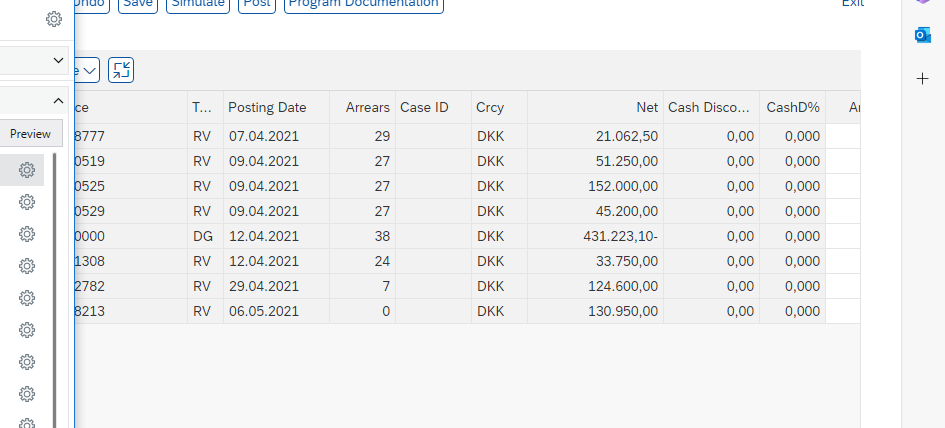 Undo Save Simulate Post Program Documentation Exit
T... Posting Date Arrears Case ID Crcy Net Cash Disco... CashD%
Preview
8777 RV 07.04.2021 29 DKK 21.062,50 0,00 0,000
0519 RV 09.04.2021 27 DKK 51.250,00 0,00 0,000
0525 RV 09.04.2021 27 DKK 152.000,00 0,00 0,000
0529 RV 09.04.2021 27 DKK 45.200,00 0,00 0,000
0000 DG 12.04.2021 38 DKK 431.223,10- 0,00 0,000
1308 RV 12.04.2021 24 DKK 33.750,00 0,00 0,000
2782 RV 29.04.2021 7 DKK 124.600,00 0,00 0,000
8213 RV 06.05.2021 0 DKK 130.950,00 0,00 0,000